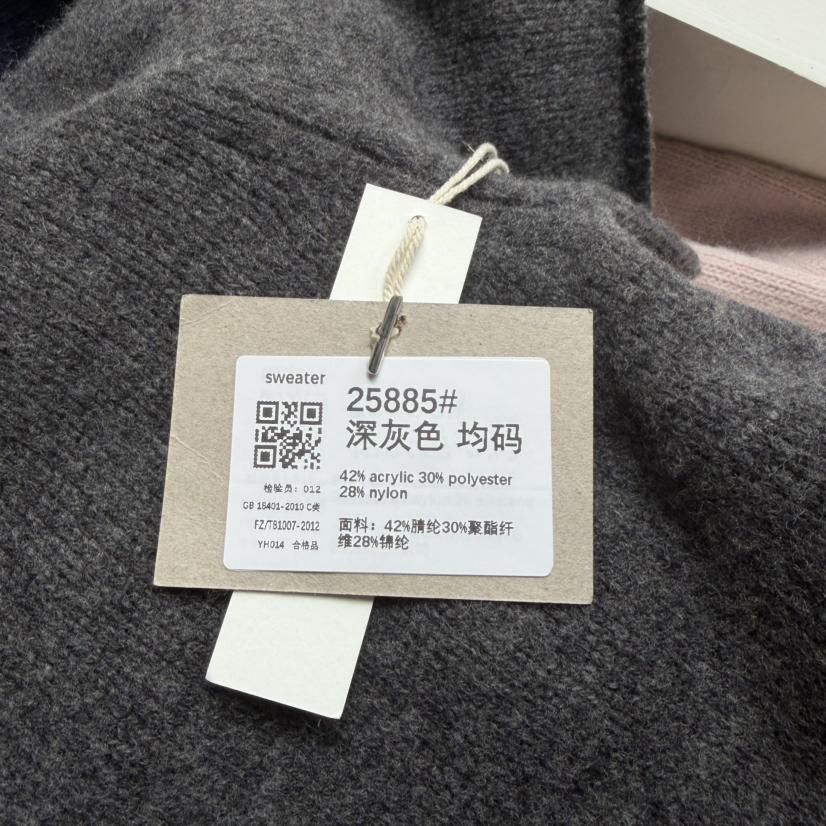 sweater
25885#
深灰色 均码
42% acrylic 30% polyester
28% nylon
检验员：012
GB 18401-2010 C类
FZ/T81007-2012
YH014 合格品
面料：42%腈纶30%聚酯纤
维28%锦纶